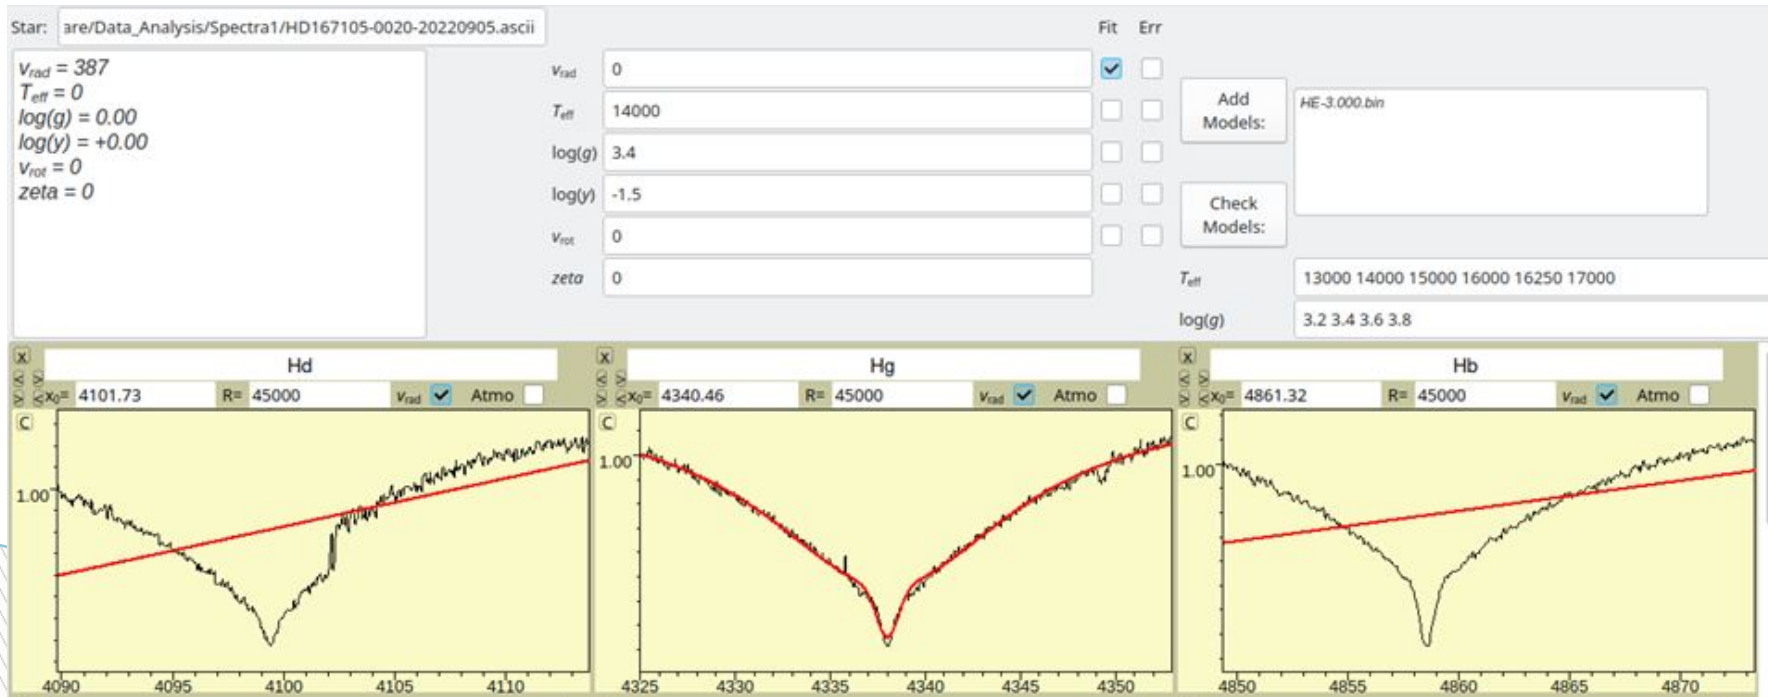 Star: are/Data_Analysis/Spectra1/HD167105-0020-20220905.ascii
Fit Err
vrad = 387
Teff = 0
log(g) = 0.00
log(y) = +0.00
vrot = 0
zeta = 0
vrad 0
Teff 14000
log(g) 3.4
log(y) -1.5
vrot 0
zeta 0
Add Models:
HE-3.000.bin
Check Models:
Teff 13000 14000 15000 16000 16250 17000
log(g) 3.2 3.4 3.6 3.8
X Hd
x0= 4101.73 R= 45000 vrad Atmo
C
1.00
4090 4095 4100 4105 4110
X Hg
x0= 4340.46 R= 45000 vrad Atmo
C
1.00
4325 4330 4335 4340 4345 4350
X Hb
x0= 4861.32 R= 45000 vrad Atmo
C
1.00
4850 4855 4860 4865 4870